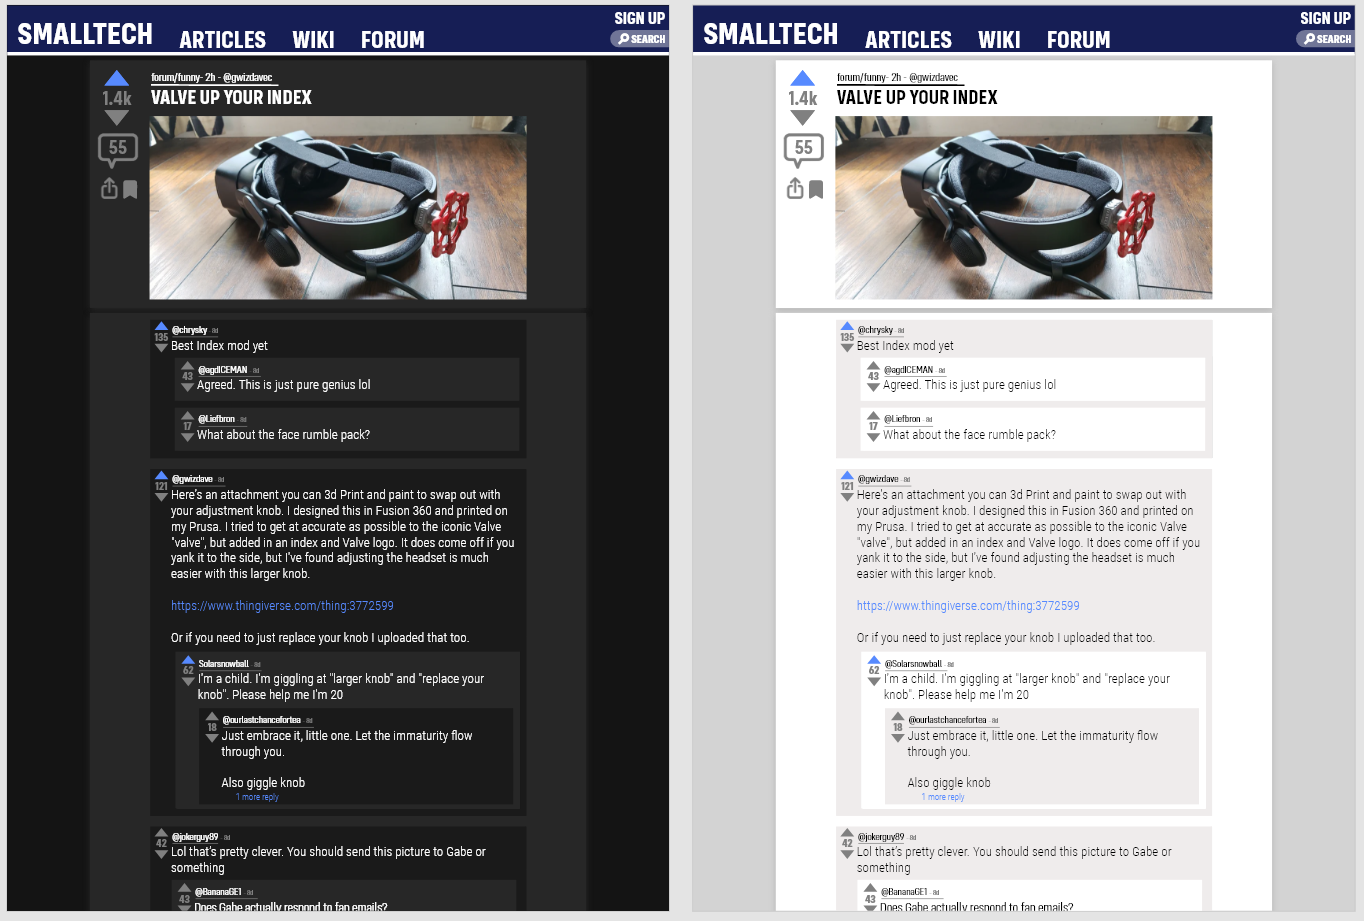 SMALLTECH
ARTICLES WIKI FORUM
SIGN UP
SEARCH
forum/funny- 2h - @gwizdavec
VALVE UP YOUR INDEX
1.4k
55
@chrysky - 8d
135
Best Index mod yet
@agdICEMAN 8d
43
Agreed. This is just pure genius lol
@Liefbron 8d
17
What about the face rumble pack?
@gwizdave 8d
121
Here's an attachment you can 3d Print and paint to swap out with
your adjustment knob. I designed this in Fusion 360 and printed on
my Prusa. I tried to get at accurate as possible to the iconic Valve
"valve", but added in an index and Valve logo. It does come off if you
yank it to the side, but I've found adjusting the headset is much
easier with this larger knob.
https://www.thingiverse.com/thing:3772599
Or if you need to just replace your knob I uploaded that too.
Solarsnowball 8d
62
I'm a child. I'm giggling at "larger knob" and "replace your
knob". Please help me I'm 20
@ourlastchancefortea - 8d
18
Just embrace it, little one. Let the immaturity flow
through you.
Also giggle knob
1 more reply
@jokerguy89 - 8d
42
Lol that's pretty clever. You should send this picture to Gabe or
something
@BananaGE1 - 8d
43
Does Gabe actually respond to fan emails?
SMALLTECH
ARTICLES WIKI FORUM
SIGN UP
SEARCH
forum/funny- 2h - @gwizdavec
VALVE UP YOUR INDEX
1.4k
55
@chrysky - 8d
135
Best Index mod yet
@agdICEMAN - 8d
43
Agreed. This is just pure genius lol
@Liefbron 8d
17
What about the face rumble pack?
@gwizdave - 8d
121
Here's an attachment you can 3d Print and paint to swap out with
your adjustment knob. I designed this in Fusion 360 and printed on
my Prusa. I tried to get at accurate as possible to the iconic Valve
"valve", but added in an index and Valve logo. It does come off if you
yank it to the side, but I've found adjusting the headset is much
easier with this larger knob.
https://www.thingiverse.com/thing:3772599
Or if you need to just replace your knob I uploaded that too.
@Solarsnowball - 8d
62
I'm a child. I'm giggling at "larger knob" and "replace your
knob". Please help me I'm 20
@ourlastchancefortea - 8d
18
Just embrace it, little one. Let the immaturity flow
through you.
Also giggle knob
1 more reply
@jokerguy89 - 8d
42
Lol that's pretty clever. You should send this picture to Gabe or
something
@BananaGE1 - 8d
43
Does Gabe actually respond to fan emails?